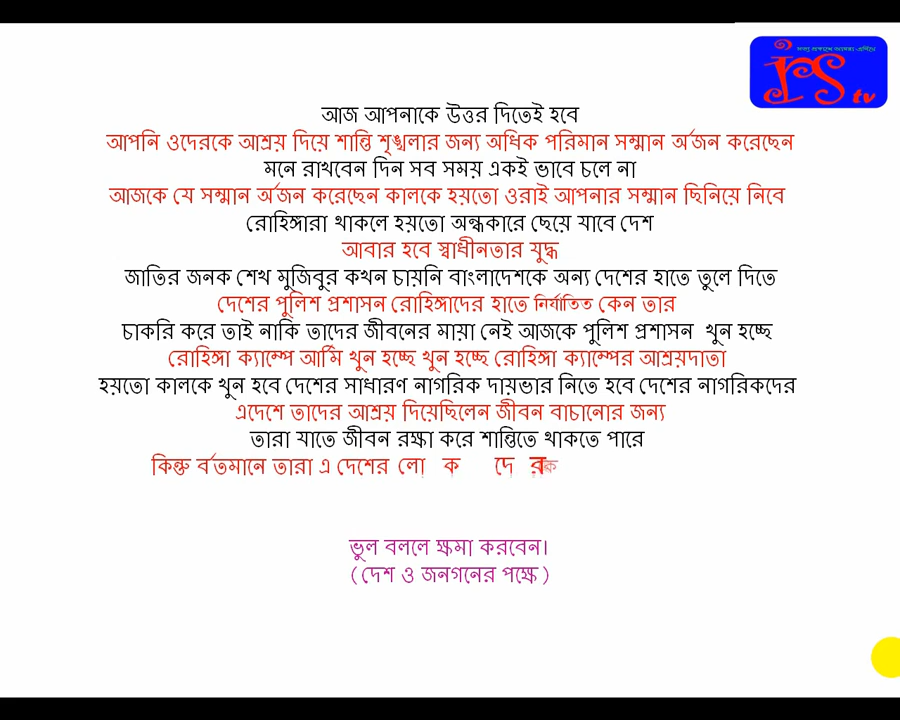 আজ আপনাকে উত্তর দিতেই হবে
আপনি ওদেরকে আশ্রয় দিয়ে শান্তি শৃঙ্খলার জন্য অধিক পরিমান সম্মান অর্জন করেছেন
মনে রাখবেন দিন সব সময় একই ভাবে চলে না
আজকে যে সম্মান অর্জন করেছেন কালকে হয়তো ওরাই আপনার সম্মান ছিনিয়ে নিবে
রোহিঙ্গারা থাকলে হয়তো অন্ধকারে ছেয়ে যাবে দেশ
আবার হবে স্বাধীনতার যুদ্ধ
জাতির জনক শেখ মুজিবুর কখন চায়নি বাংলাদেশকে অন্য দেশের হাতে তুলে দিতে
দেশের পুলিশ প্রশাসন রোহিঙ্গাদের হাতে নির্যাতিত কেন তার
চাকরি করে তাই নাকি তাদের জীবনের মায়া নেই আজকে পুলিশ প্রশাসন খুন হচ্ছে
রোহিঙ্গা ক্যাম্পে আর্মি খুন হচ্ছে খুন হচ্ছে রোহিঙ্গা ক্যাম্পের আশ্রয়দাতা
হয়তো কালকে খুন হবে দেশের সাধারণ নাগরিক দায়ভার নিতে হবে দেশের নাগরিকদের
এদেশে তাদের আশ্রয় দিয়েছিলেন জীবন বাচানোর জন্য
তারা যাতে জীবন রক্ষা করে শান্তিতে থাকতে পারে
কিন্তু বর্তমানে তারা এ দেশের লোকদেরকে
ভুল বললে ক্ষমা করবেন।
(দেশ ও জনগনের পক্ষে)